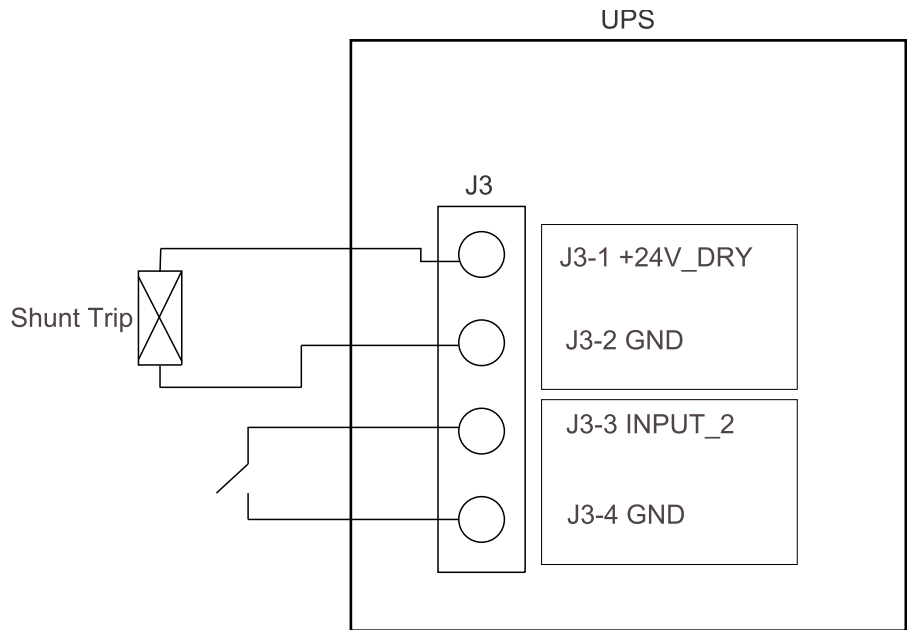 UPS
J3
J3-1 +24V_DRY
Shunt Trip
J3-2 GND
J3-3 INPUT_2
J3-4 GND